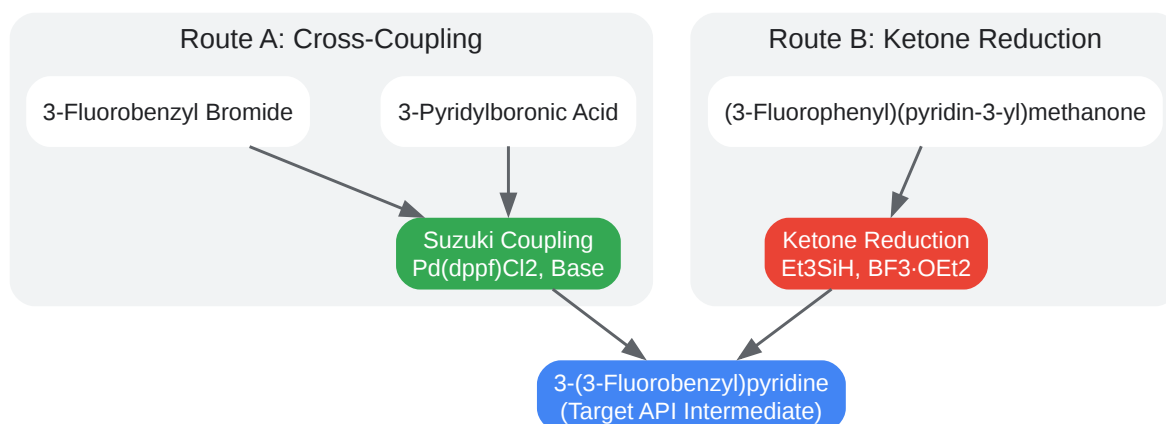 Route A: Cross-Coupling
Route B: Ketone Reduction
3-Fluorobenzyl Bromide
3-Pyridylboronic Acid
(3-Fluorophenyl)(pyridin-3-yl)methanone
Suzuki Coupling
Pd(dppf)Cl2, Base
Ketone Reduction
Et3SiH, BF3·OEt2
3-(3-Fluorobenzyl)pyridine
(Target API Intermediate)